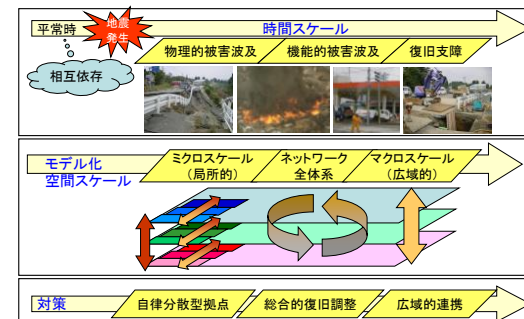 平常時
地震
発生
時間スケール
物理的被害波及
機能的被害波及
復旧支障
相互依存
モデル化
空間スケール
ミクロスケール
(局所的)
ネットワーク
全体系
マクロスケール
(広域的)
対策
自律分散型拠点
総合的復旧調整
広域的連携